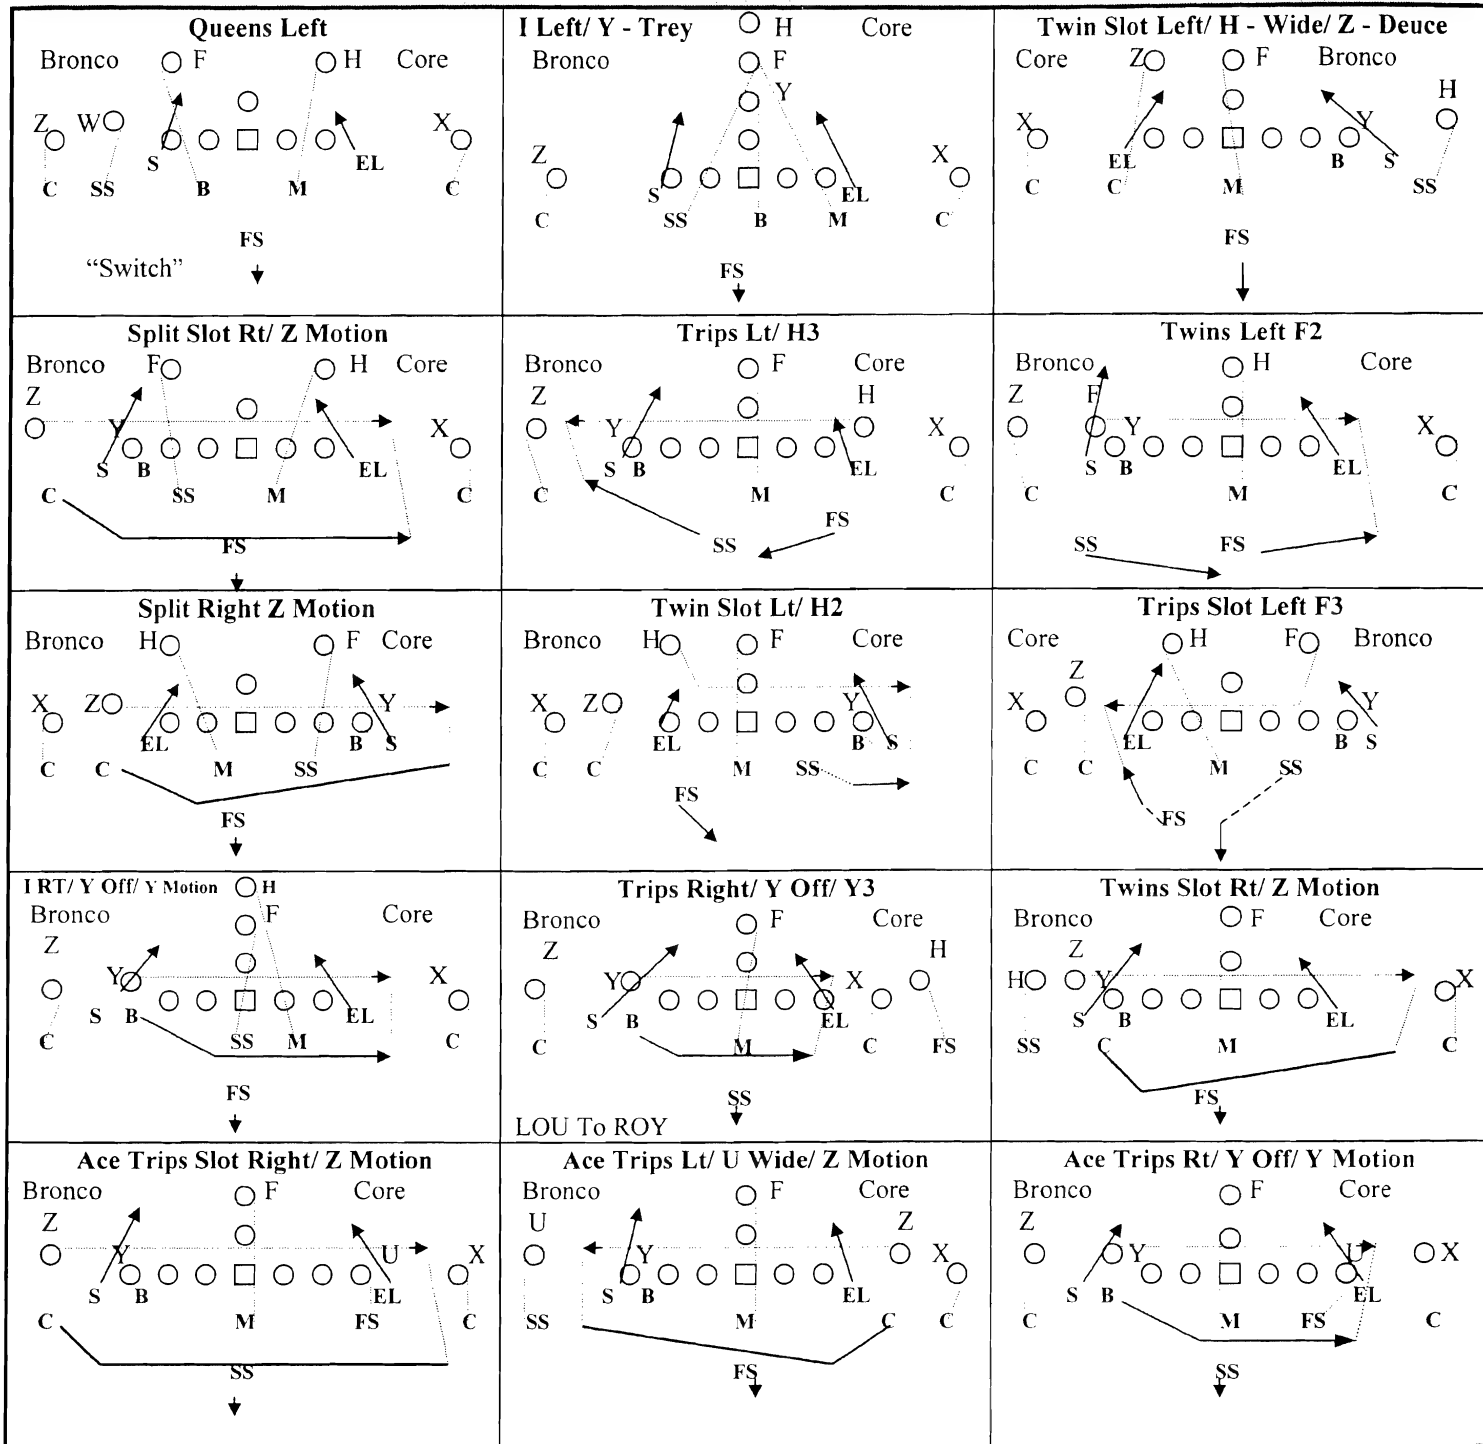 Queens Left
Bronco F H Core
Z W X
S EL
C SS B M C
FS
“Switch”
I Left/ Y - Trey H Core
Bronco F
Y
Z X
S EL
C SS B M C
FS
Twin Slot Left/ H - Wide/ Z - Deuce
Core Z F Bronco
H
X Y
EL B S
C C M SS
FS
Split Slot Rt/ Z Motion
Bronco F H Core
Z
Y X
S B EL
C SS M C
FS
Trips Lt/ H3
Bronco F Core
Z H
Y X
S B EL
C M C
FS
SS
Twins Left F2
Bronco H Core
Z F
Y X
S B EL
C M C
SS FS
Split Right Z Motion
Bronco H F Core
X Z Y
EL B S
C C M SS
FS
Twin Slot Lt/ H2
Bronco H F Core
X Z Y
EL B S
C C M SS
FS
Trips Slot Left F3
Core H F Bronco
Z
X Y
EL B S
C C M SS
FS
I RT/ Y Off/ Y Motion H
Bronco F Core
Z
Y X
S B EL
C SS M C
FS
Trips Right/ Y Off/ Y3
Bronco F Core
Z H
Y X
S B EL
C M C FS
SS
LOU To ROY
Twins Slot Rt/ Z Motion
Bronco F Core
Z
H Y X
S B EL
SS C M C
FS
Ace Trips Slot Right/ Z Motion
Bronco F Core
Z
Y U X
S B EL
C M FS C
SS
Ace Trips Lt/ U Wide/ Z Motion
Bronco F Core
U Z
Y X
S B EL
SS M C C
FS
Ace Trips Rt/ Y Off/ Y Motion
Bronco F Core
Z
Y U X
S B EL
C M FS C
SS